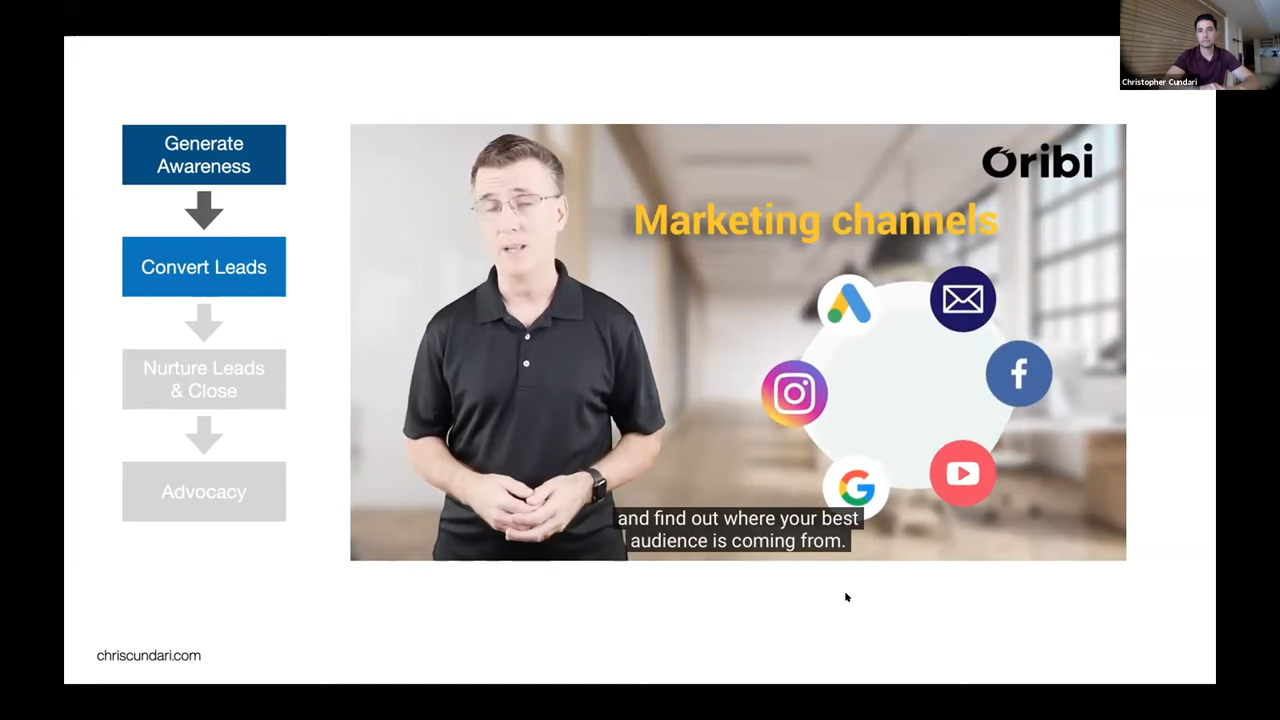 Christopher Cundari
Generate
Awareness
Convert Leads
Nurture Leads
& Close
Advocacy
Oribi
Marketing channels
and find out where your best
audience is coming from.
chriscundari.com